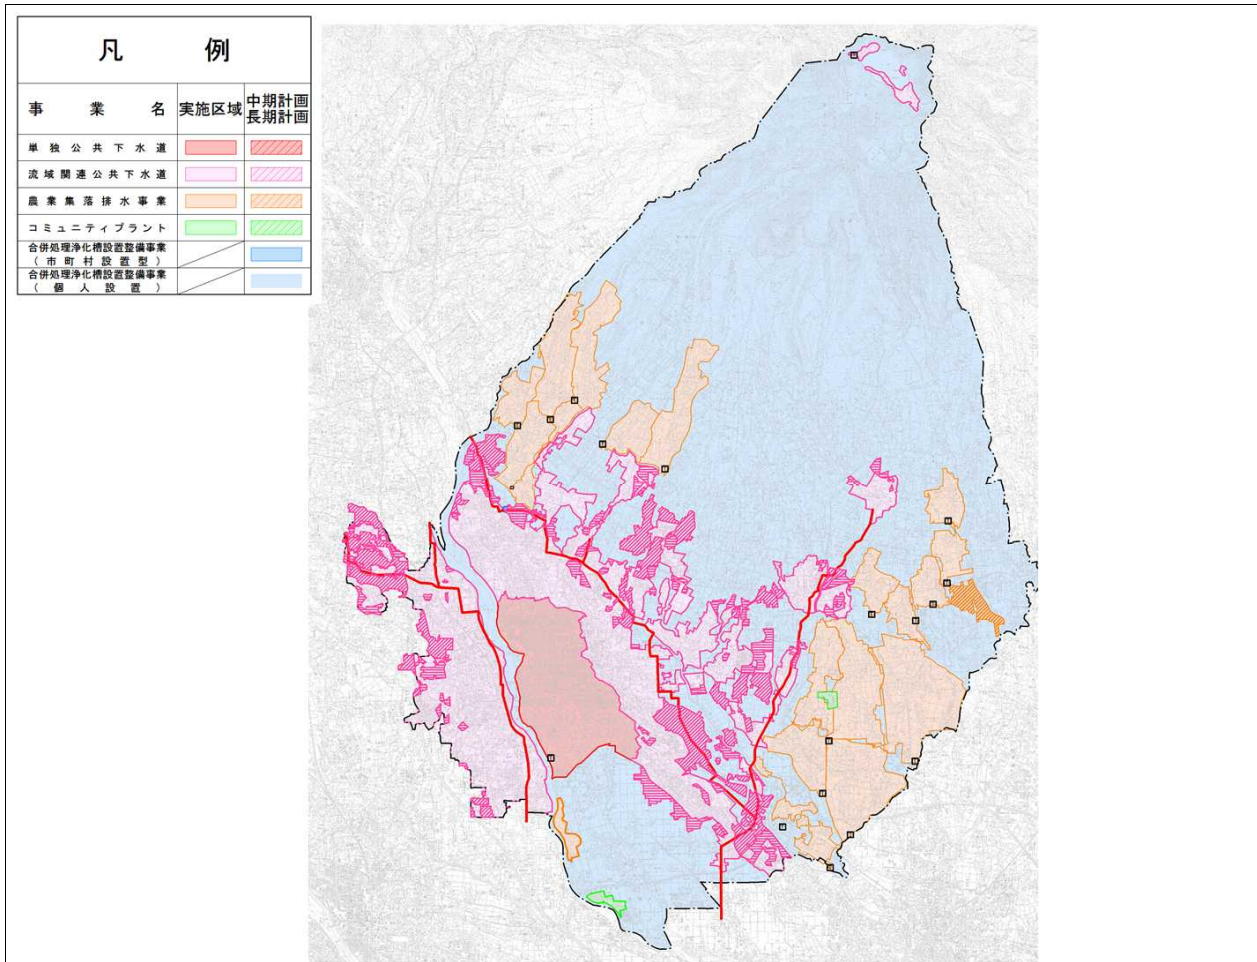 凡 例
事 業 名 実施区域 中期計画
長期計画
単独公共下水道
流域関連公共下水道
農業集落排水事業
コミュニティプラント
合併処理浄化槽設置整備事業
(市町村設置型)
合併処理浄化槽設置整備事業
(個人設置)